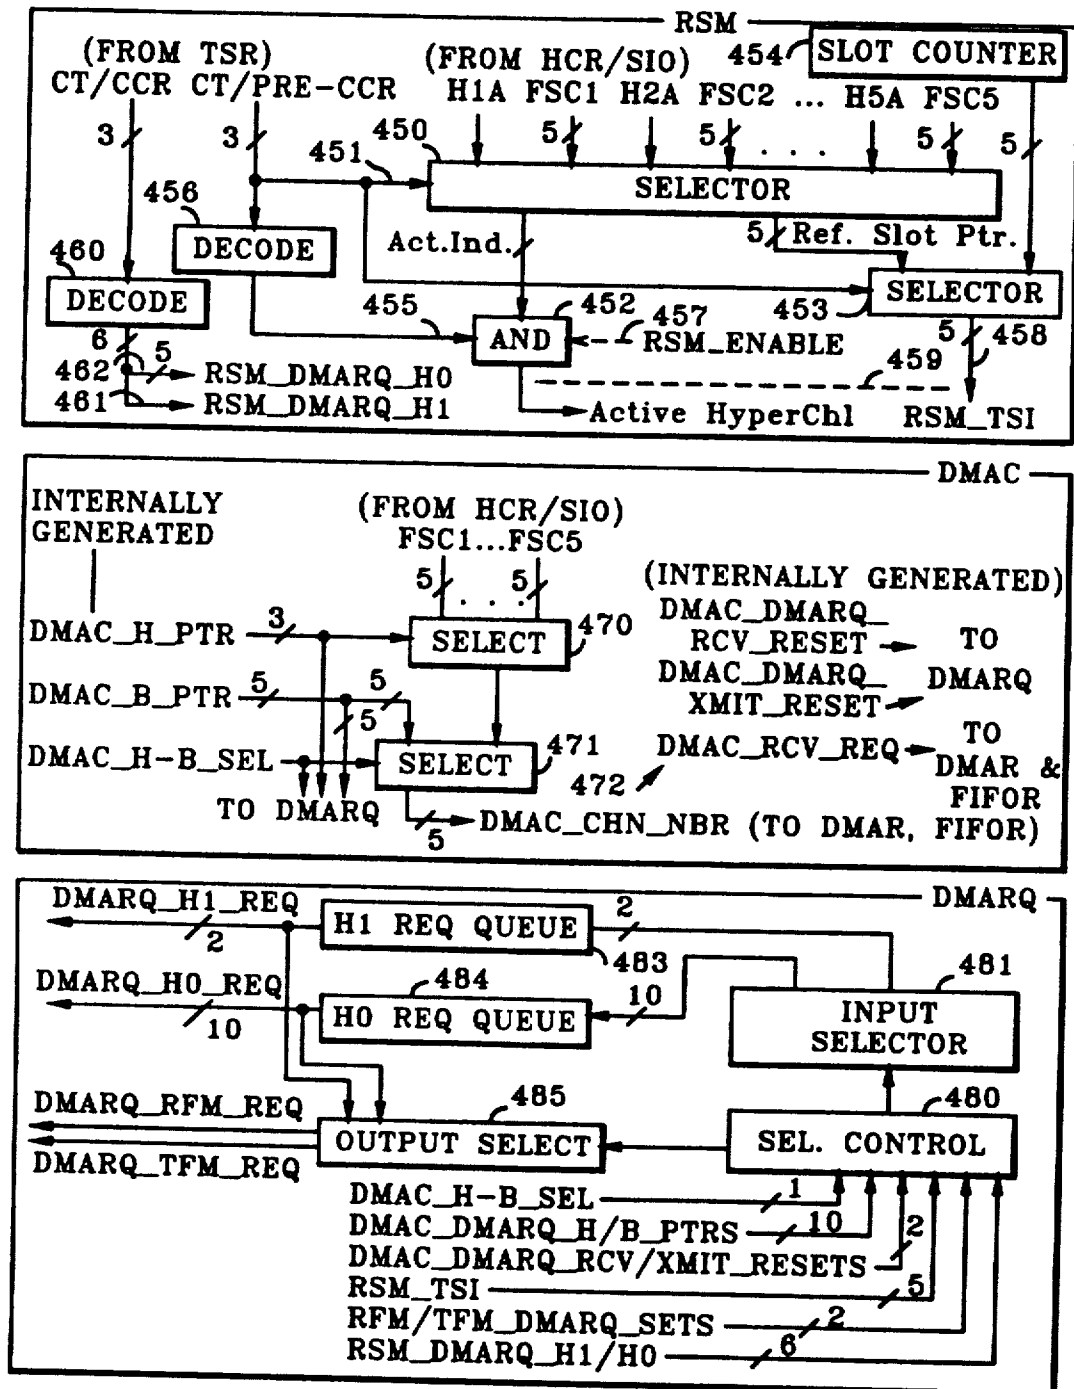 RSM
454 SLOT COUNTER
(FROM TSR)
CT/CCR CT/PRE-CCR
(FROM HCR/SIO)
H1A FSC1 H2A FSC2 ... H5A FSC5
3 3 450 5 5 5 5
451 . . . .
SELECTOR
456
DECODE
Act.Ind.
5 Ref. Slot Ptr.
460
DECODE
SELECTOR
453
455
452
AND
457
RSM_ENABLE
5 458
6
462 5 RSM_DMARQ_H0
461 RSM_DMARQ_H1
459
Active HyperChl
RSM_TSI
DMAC
INTERNALLY
GENERATED
(FROM HCR/SIO)
FSC1...FSC5
5 . . . 5
(INTERNALLY GENERATED)
DMAC_DMARQ_
RCV_RESET
TO
DMAC_DMARQ_
XMIT_RESET
DMARQ
DMAC_H_PTR 3
SELECT 470
DMAC_B_PTR 5 5
5
DMAC_H-B_SEL
SELECT 471
472
DMAC_RCV_REQ
TO
DMAR &
FIFOR
TO DMARQ
5 DMAC_CHN_NBR (TO DMAR, FIFOR)
DMARQ
DMARQ_H1_REQ
2
H1 REQ QUEUE
2
483
DMARQ_H0_REQ
10
484
H0 REQ QUEUE
10
481
INPUT
SELECTOR
DMARQ_RFM_REQ
DMARQ_TFM_REQ
485
OUTPUT SELECT
480
SEL. CONTROL
DMAC_H-B_SEL 1
DMAC_DMARQ_H/B_PTRS 10
DMAC_DMARQ_RCV/XMIT_RESETS 2
RSM_TSI 5
RFM/TFM_DMARQ_SETS 2
RSM_DMARQ_H1/H0 6